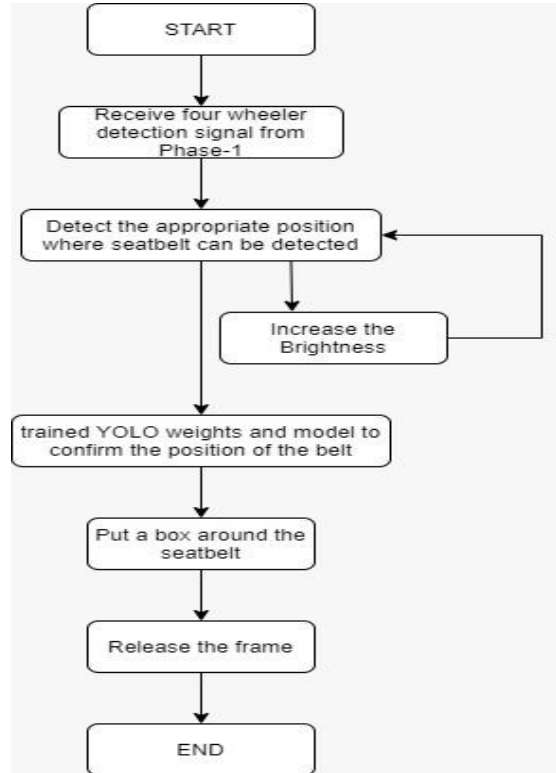 START
Receive four wheeler
detection signal from
Phase-1
Detect the appropriate position
where seatbelt can be detected
Increase the
Brightness
trained YOLO weights and model to
confirm the position of the belt
Put a box around the
seatbelt
Release the frame
END